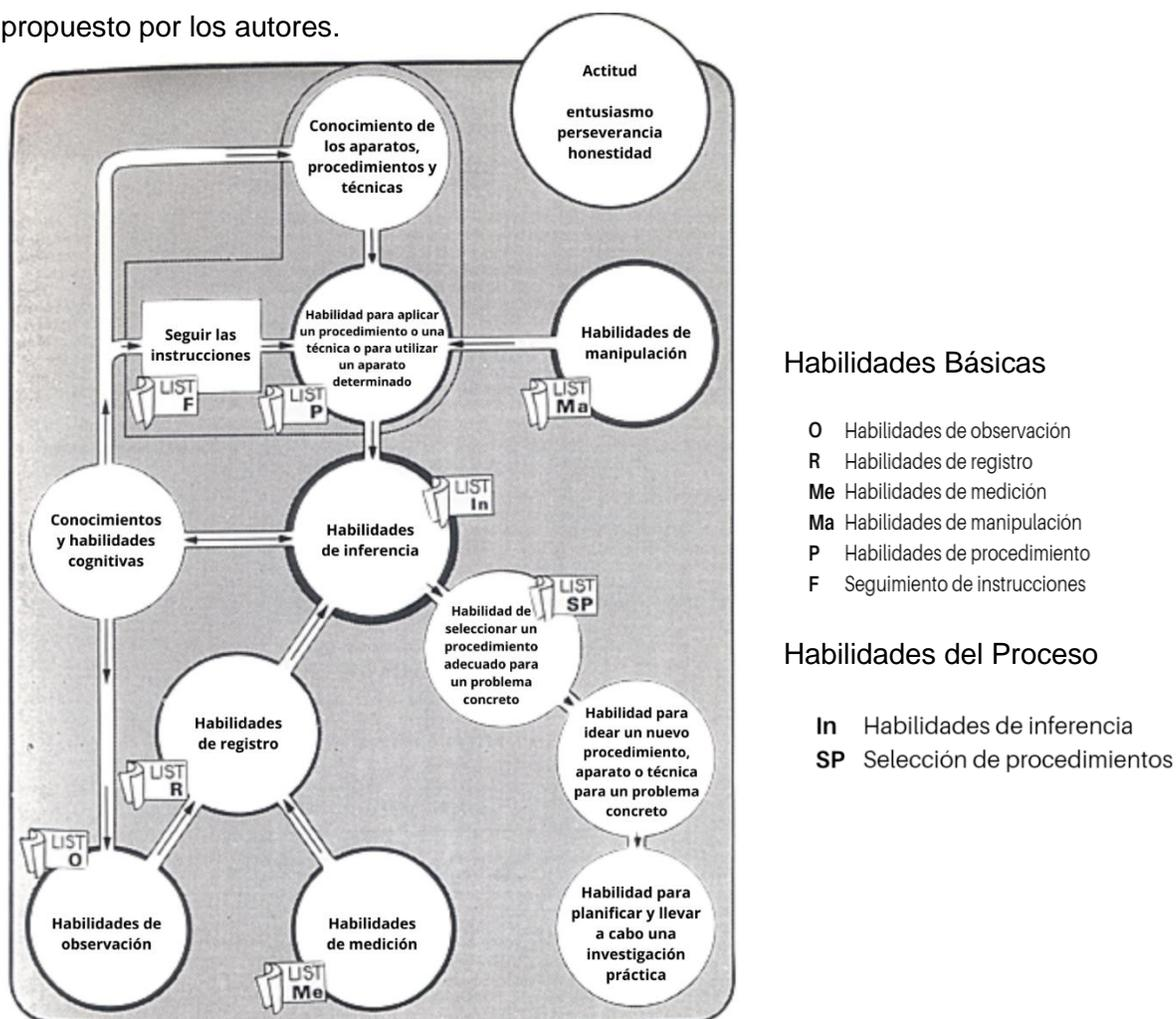 propuesto por los autores.
Actitud
entusiasmo
perseverancia
honestidad
Conocimiento de
los aparatos,
procedimientos y
técnicas
Seguir las
instrucciones
LIST
F
Habilidad para aplicar
un procedimiento o una
técnica o para utilizar
un aparato
determinado
LIST
P
Habilidades de
manipulación
LIST
Ma
Conocimientos
y habilidades
cognitivas
Habilidades
de inferencia
LIST
In
Habilidad de
seleccionar un
procedimiento
adecuado para
un problema
concreto
LIST
SP
Habilidades
de registro
LIST
R
Habilidad para
idear un nuevo
procedimiento,
aparato o técnica
para un problema
concreto
LIST
O
Habilidades de
observación
Habilidades
de medición
LIST
Me
Habilidad para
planificar y llevar
a cabo una
investigación
práctica
Habilidades Básicas
O Habilidades de observación
R Habilidades de registro
Me Habilidades de medición
Ma Habilidades de manipulación
P Habilidades de procedimiento
F Seguimiento de instrucciones
Habilidades del Proceso
In Habilidades de inferencia
SP Selección de procedimientos